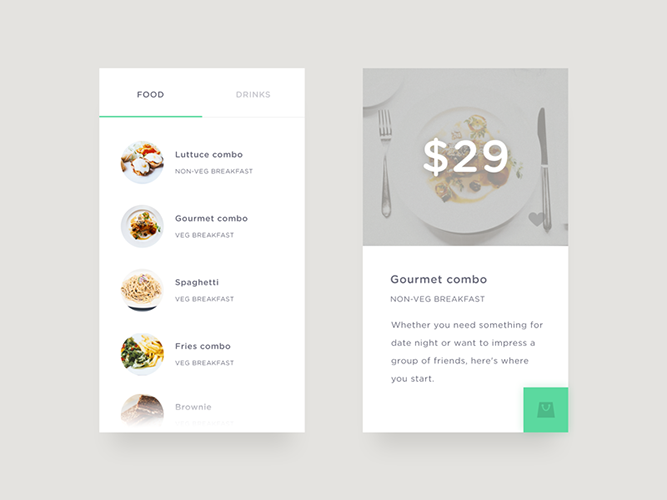 FOOD
DRINKS
Luttuce combo
NON-VEG BREAKFAST
Gourmet combo
VEG BREAKFAST
Spaghetti
VEG BREAKFAST
Fries combo
VEG BREAKFAST
Brownie
$29
Gourmet combo
NON-VEG BREAKFAST
Whether you need something for
date night or want to impress a
group of friends, here's where
you start.